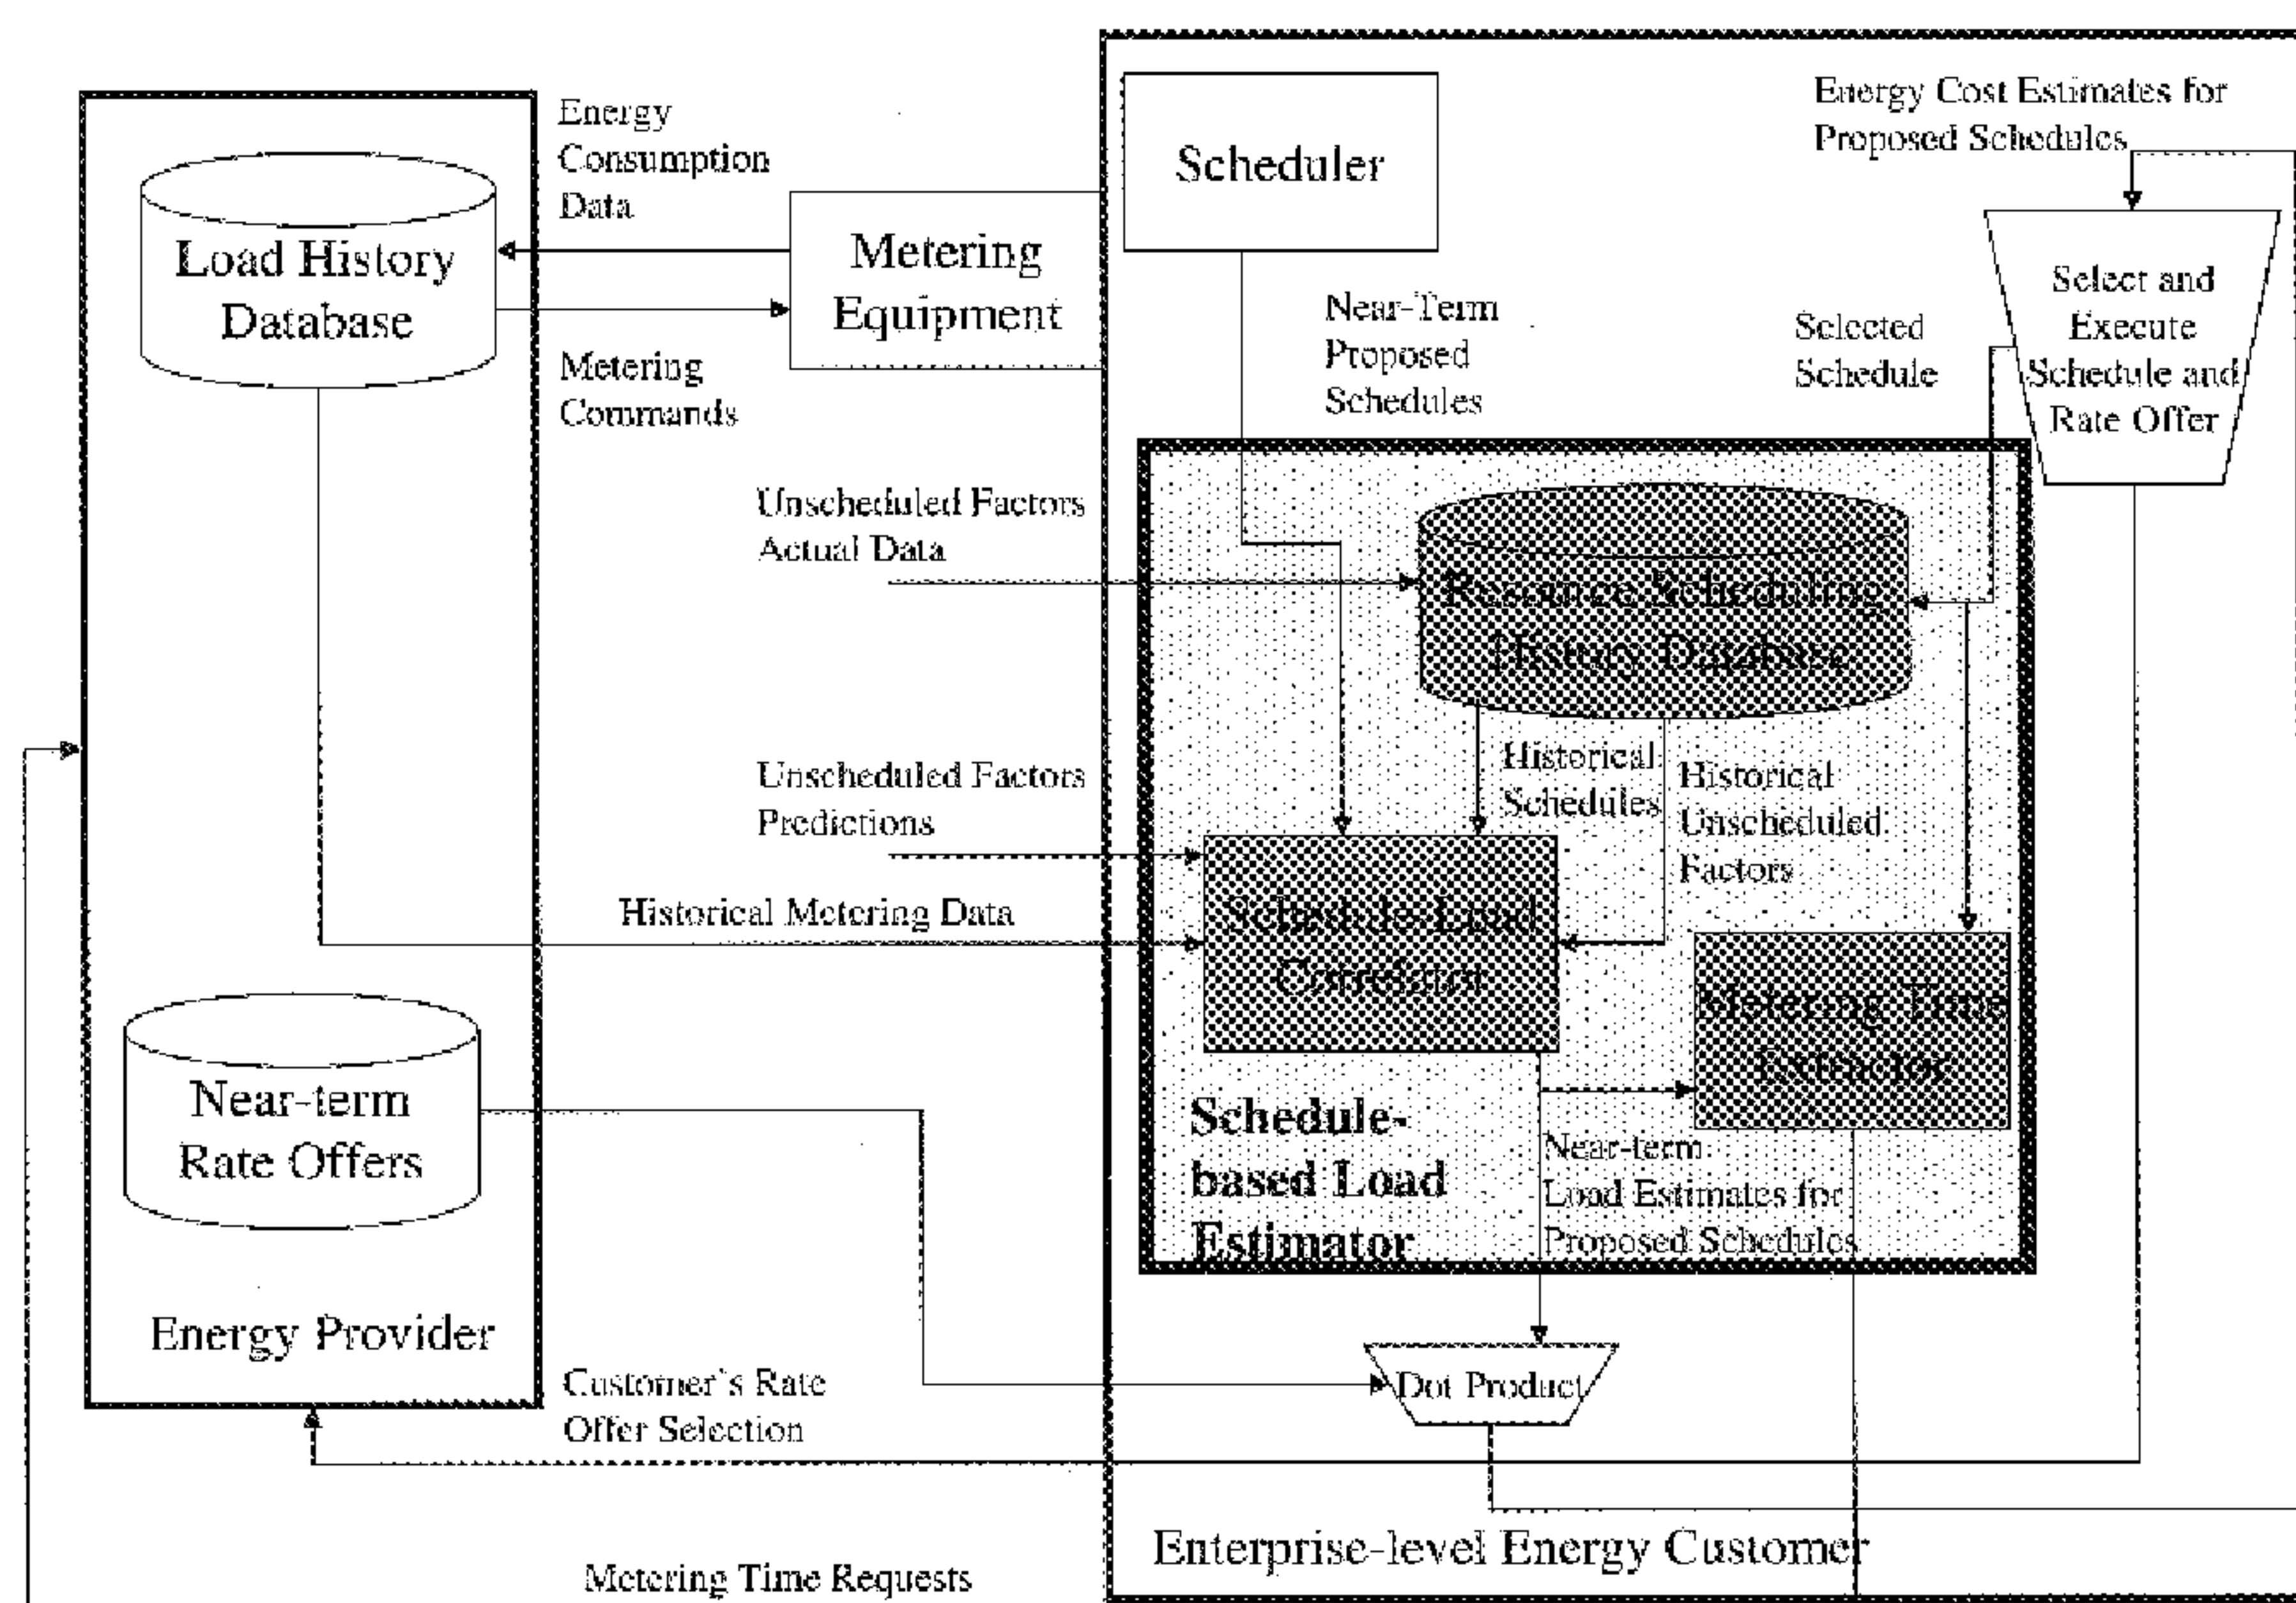 Energy
Consumption
Data
Load History
Database
Metering
Equipment
Metering
Commands
Scheduler
Energy Cost Estimates for
Proposed Schedules
Near-Term
Proposed
Schedules
Selected
Schedule
Select and
Execute
Schedule and
Rate Offer
Unscheduled Factors
Actual Data
Resource Scheduling
History Database
Historical
Schedules
Historical
Unscheduled
Factors
Unscheduled Factors
Predictions
Historical Metering Data
Schedule-Load
Correlator
Metering Time
Extractor
Near-term
Rate Offers
Schedule-
based Load
Estimator
Near-term
Load Estimates for
Proposed Schedules
Energy Provider
Customer's Rate
Offer Selection
Dot Product
Enterprise-level Energy Customer
Metering Time Requests